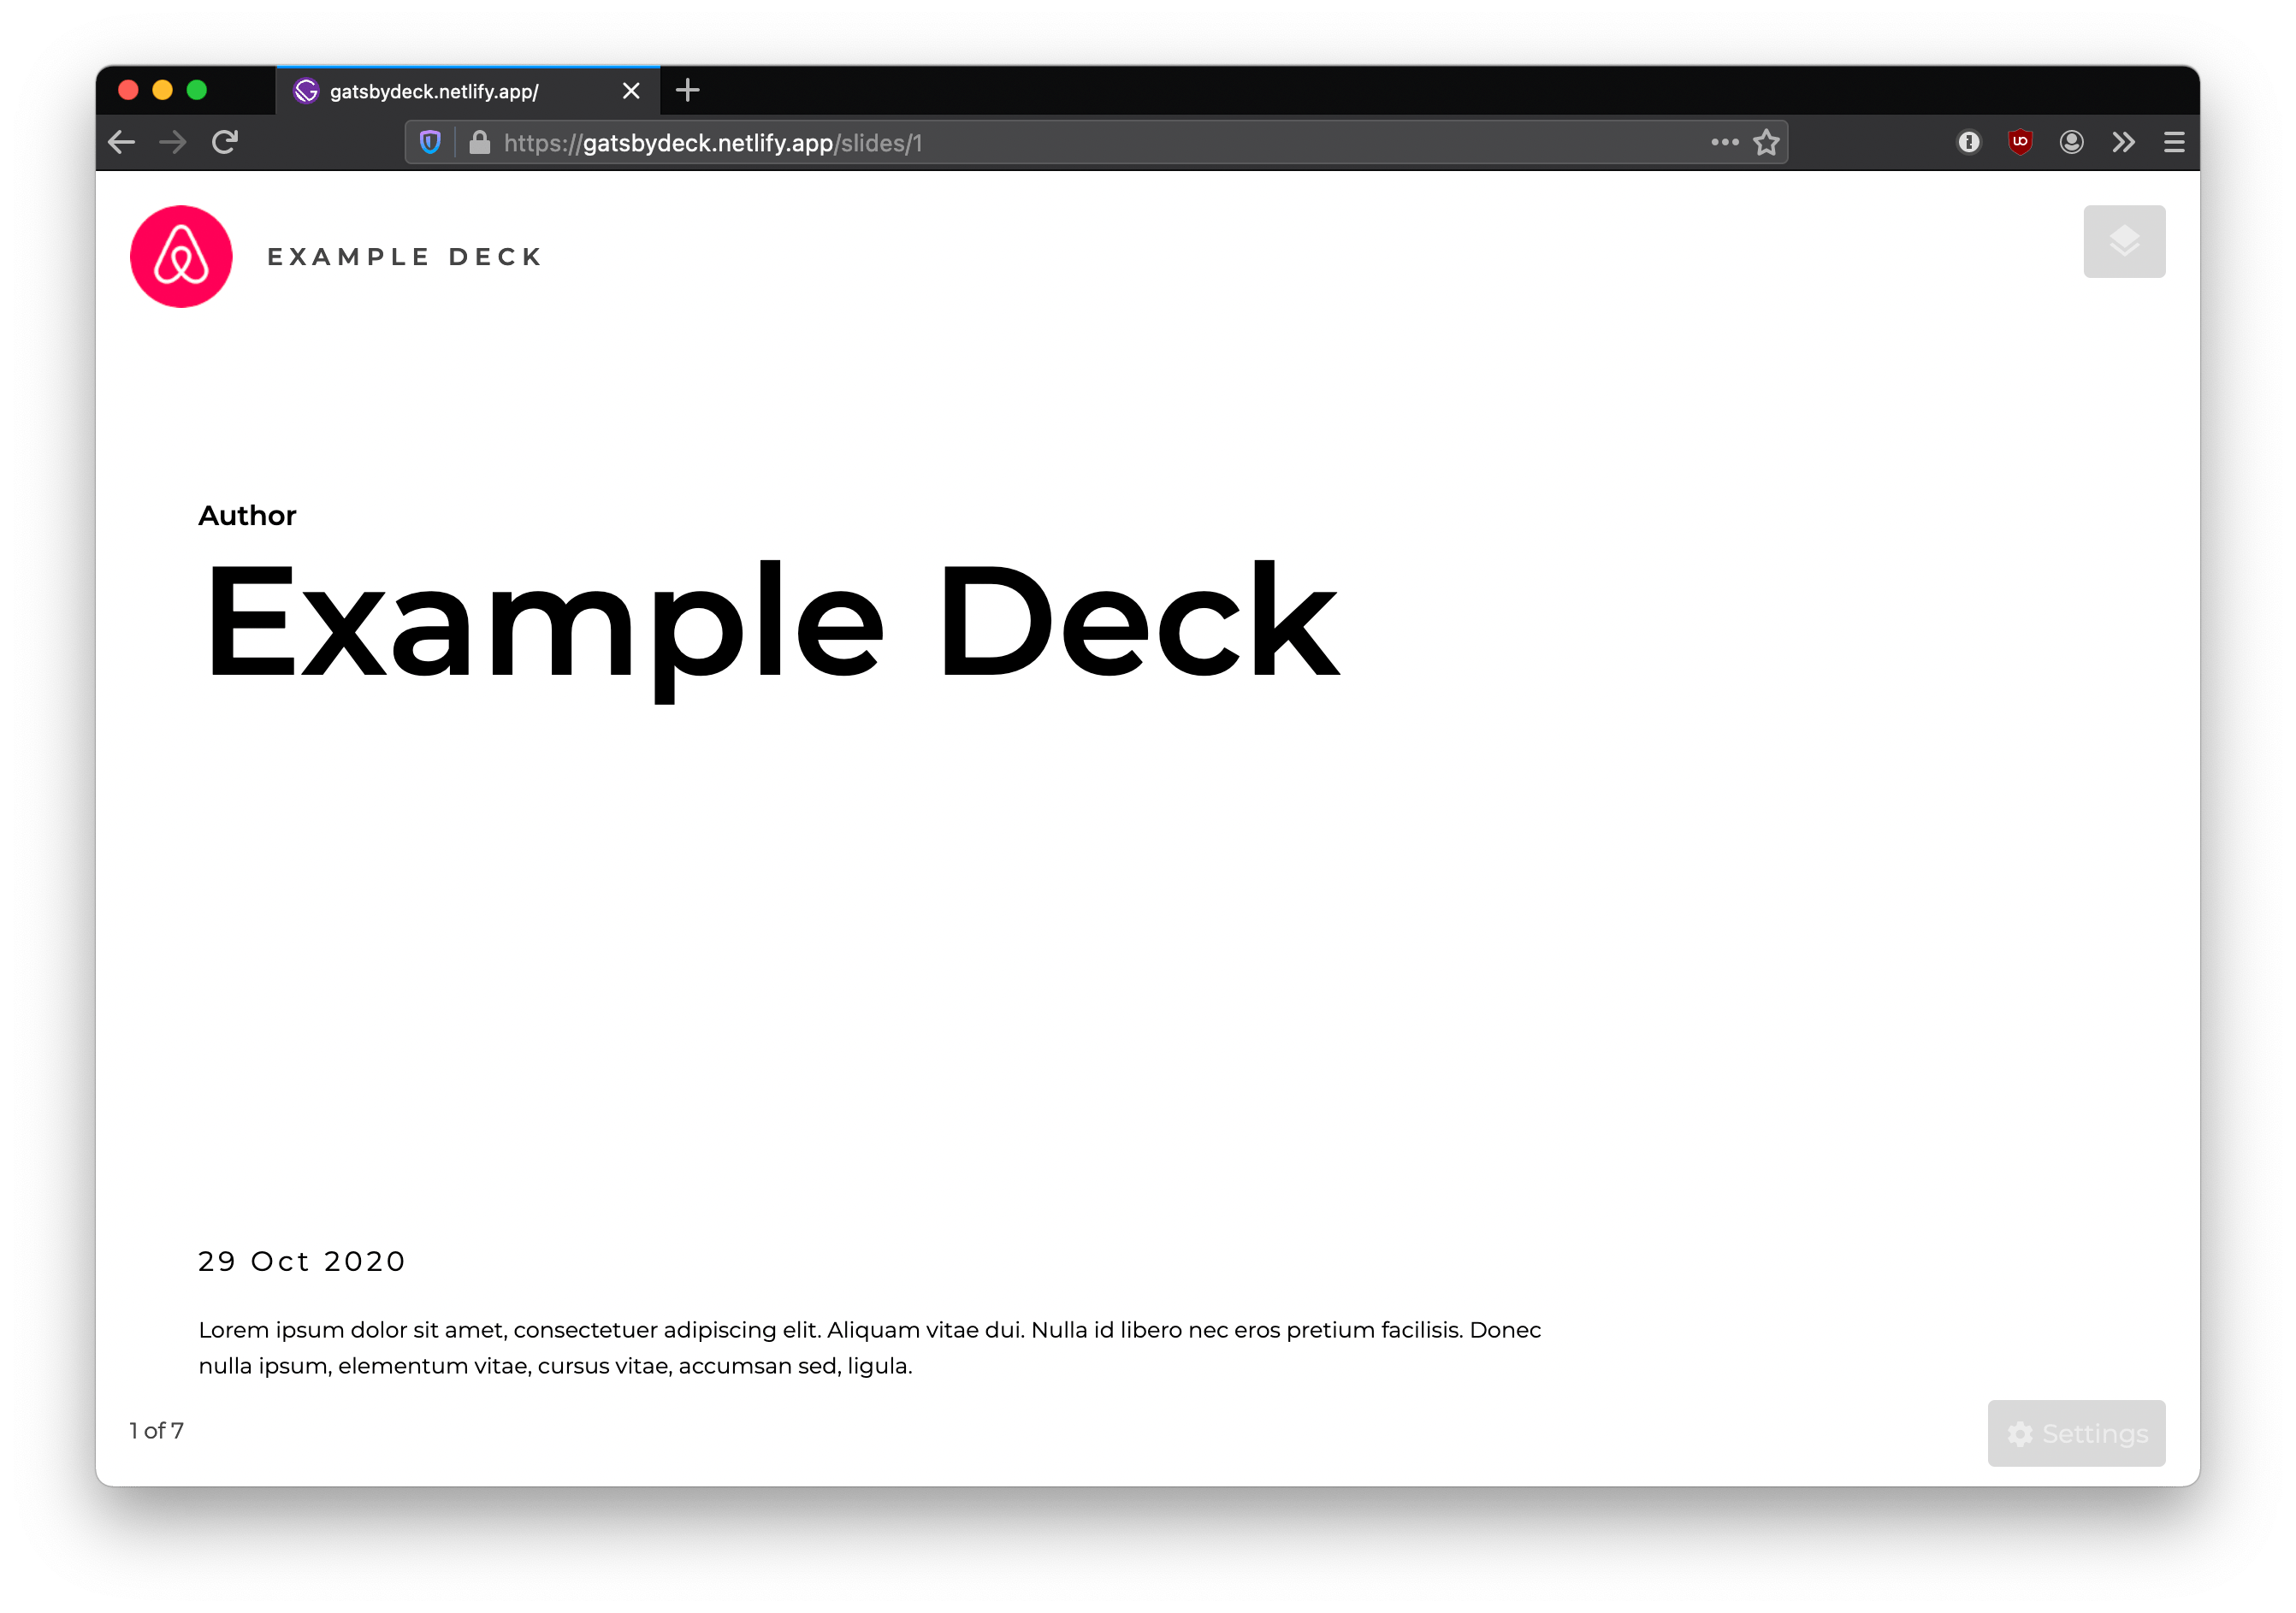 gatsbydeck.netlify.app/
https://gatsbydeck.netlify.app/slides/1
EXAMPLE DECK
Author
Example Deck
29 Oct 2020
Lorem ipsum dolor sit amet, consectetuer adipiscing elit. Aliquam vitae dui. Nulla id libero nec eros pretium facilisis. Donec
nulla ipsum, elementum vitae, cursus vitae, accumsan sed, ligula.
1 of 7
Settings